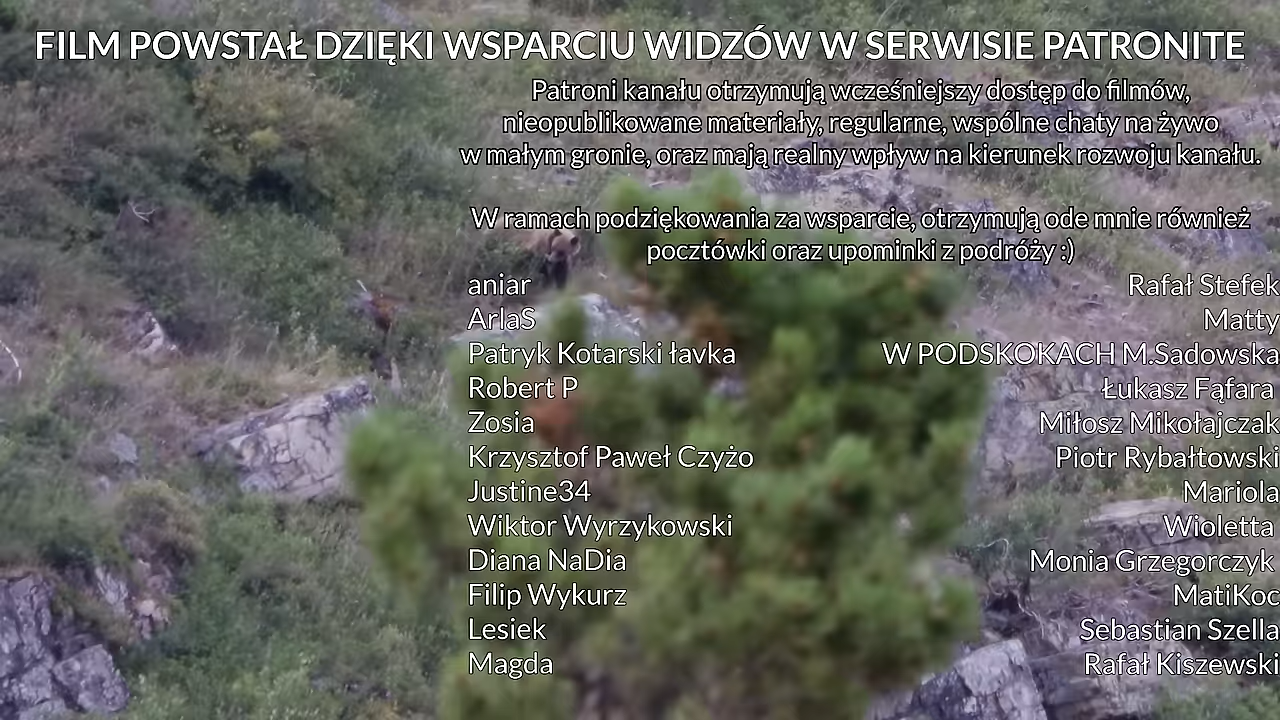 FILM POWSTAŁ DZIĘKI WSPARCIU WIDZÓW W SERWISIE PATRONITE
Patroni kanału otrzymują wcześniejszy dostęp do filmów,
nieopublikowane materiały, regularne, wspólne chaty na żywo
w małym gronie, oraz mają realny wpływ na kierunek rozwoju kanału.
W ramach podziękowania za wsparcie, otrzymują ode mnie również
pocztówki oraz upominki z podróży :)
aniar
ArlaS
Patryk Kotarski ławka
Robert P
Zosia
Krzysztof Paweł Czyżo
Justine34
Wiktor Wyrzykowski
Diana NaDia
Filip Wykurz
Lesiek
Magda
Rafał Stefek
Matty
W PODSKOKACH M.Sadowska
Łukasz Fąfara
Miłosz Mikołajczak
Piotr Rybałtowski
Mariola
Wioletta
Monia Grzegorczyk
MatiKoc
Sebastian Szella
Rafał Kiszewski